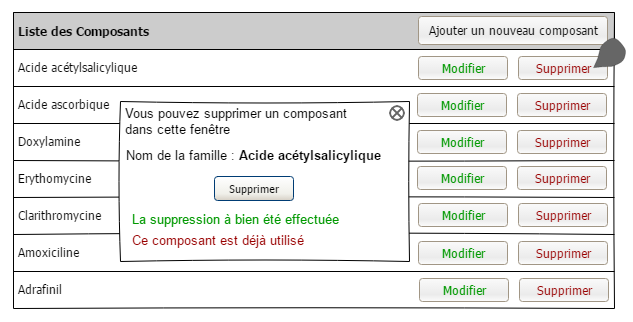 Liste des Composants Ajouter un nouveau composant
Acide acétylsalicylique Modifier Supprimer
Acide ascorbique Modifier Supprimer
Vous pouvez supprimer un composant
dans cette fenêtre
Nom de la famille : Acide acétylsalicylique
Supprimer
La suppression à bien été effectuée
Ce composant est déjà utilisé
Doxylamine Modifier Supprimer
Erythomycine Modifier Supprimer
Clarithromycine Modifier Supprimer
Amoxiciline Modifier Supprimer
Adrafinil Modifier Supprimer